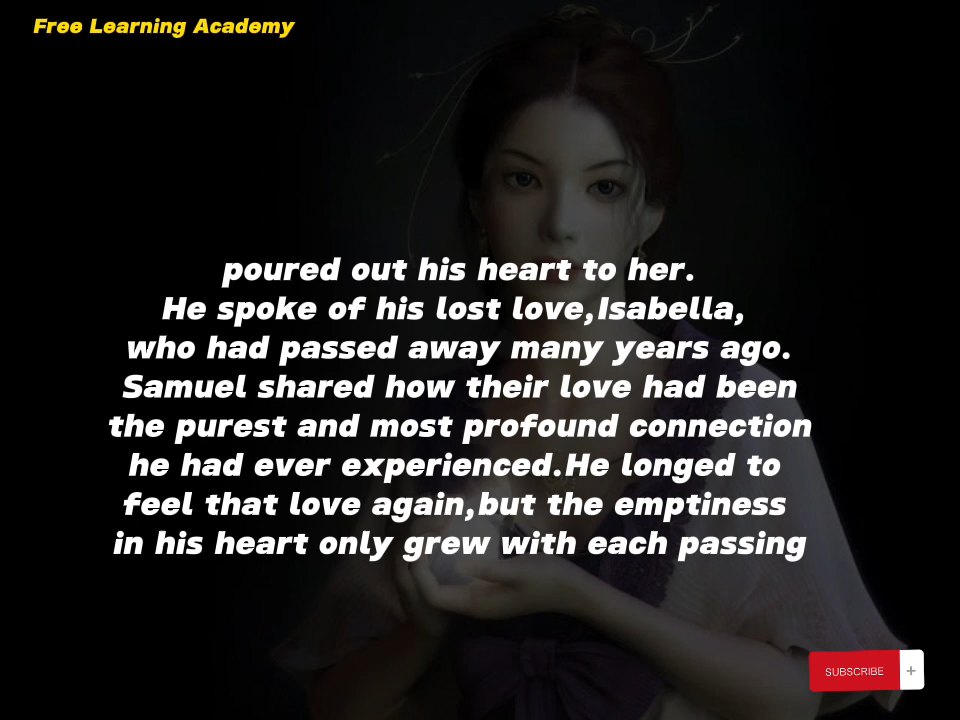 Free Learning Academy
poured out his heart to her.
He spoke of his lost love,Isabella,
who had passed away many years ago.
Samuel shared how their love had been
the purest and most profound connection
he had ever experienced.He longed to
feel that love again,but the emptiness
in his heart only grew with each passing
SUBSCRIBE +